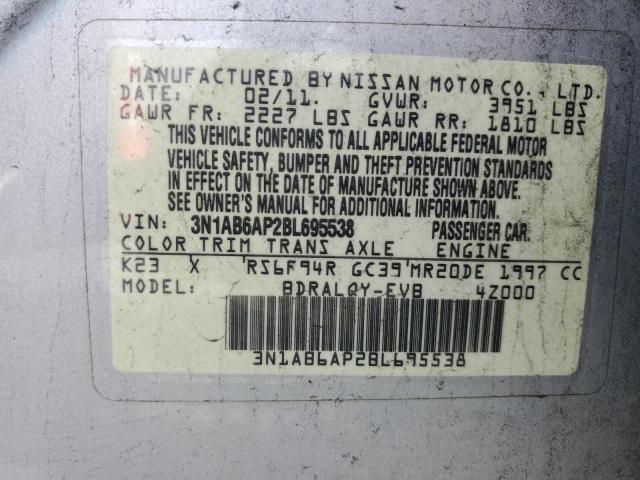 MANUFACTURED BY NISSAN MOTOR CO., LTD.
DATE: 02/11. GVWR: 3951 LBS
GAWR FR: 2227 LBS GAWR RR: 1810 LBS
THIS VEHICLE CONFORMS TO ALL APPLICABLE FEDERAL MOTOR
VEHICLE SAFETY, BUMPER AND THEFT PREVENTION STANDARDS
IN EFFECT ON THE DATE OF MANUFACTURE SHOWN ABOVE.
SEE OWNER'S MANUAL FOR ADDITIONAL INFORMATION.
VIN: 3N1AB6AP2BL695538 PASSENGER CAR.
COLOR TRIM TRANS AXLE ENGINE
K23 X 'RS6F94R GC39'MR20DE 1997 CC
MODEL: BDRALQY-EVB 4Z000
3N1AB6AP2BL695538